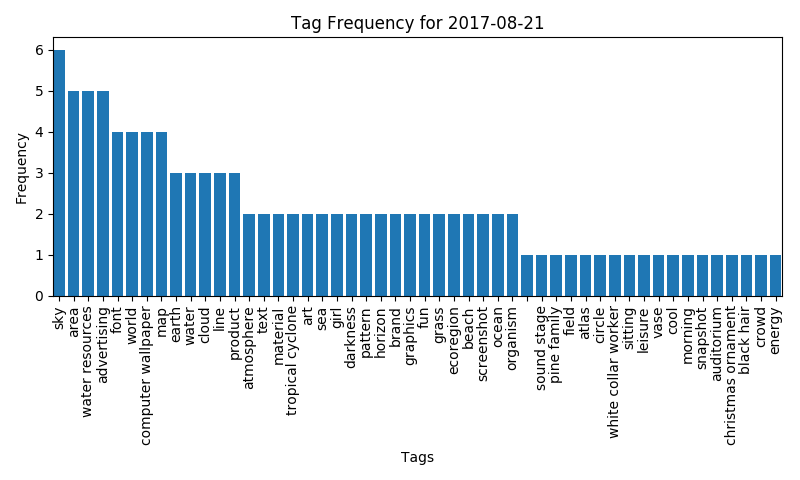 Tag Frequency for 2017-08-21
Frequency
6
5
4
3
2
1
0
sky
area
water resources
advertising
font
world
computer wallpaper
map
earth
water
cloud
line
product
atmosphere
text
material
tropical cyclone
art
sea
girl
darkness
pattern
horizon
brand
graphics
fun
grass
ecoregion
beach
screenshot
ocean
organism
sound stage
pine family
field
atlas
circle
white collar worker
sitting
leisure
vase
cool
morning
snapshot
auditorium
christmas ornament
black hair
crowd
energy
Tags